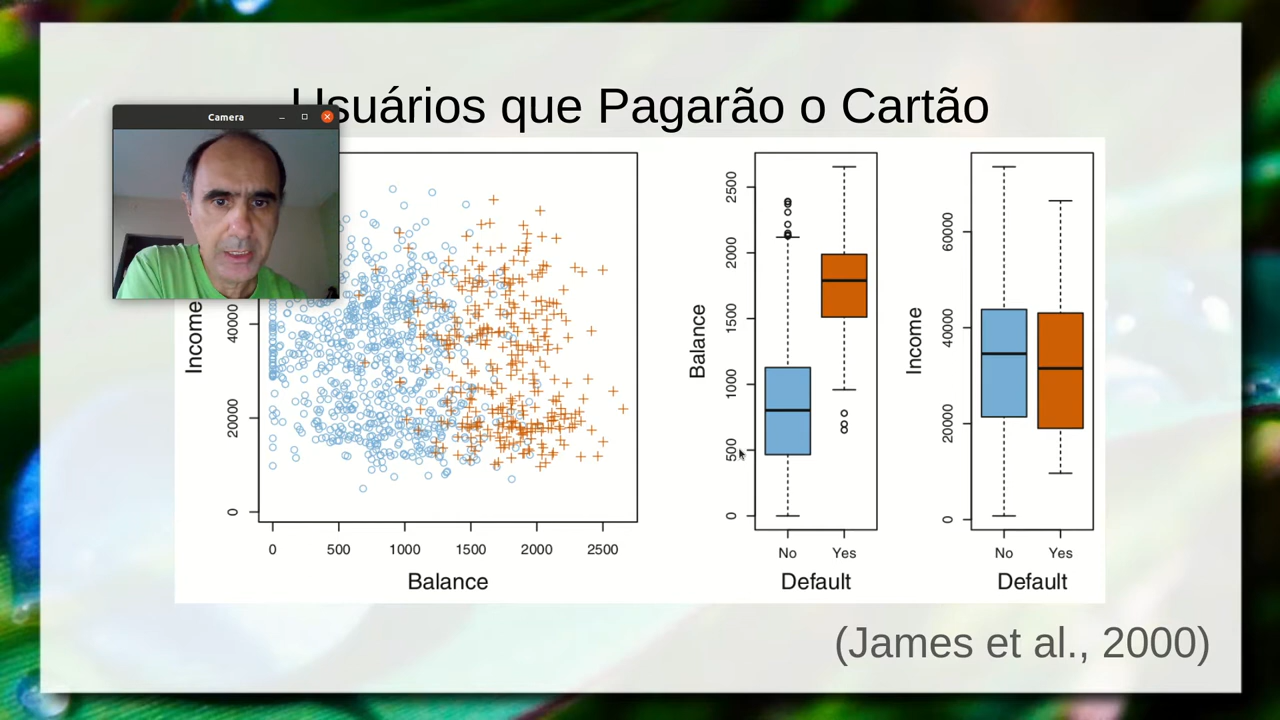 Usuários que Pagarão o Cartão
Camera
Income
0
20000
40000
0
500
1000
1500
2000
2500
Balance
Balance
0
500
1000
1500
2000
2500
No
Yes
Default
Income
0
20000
40000
60000
No
Yes
Default
(James et al., 2000)